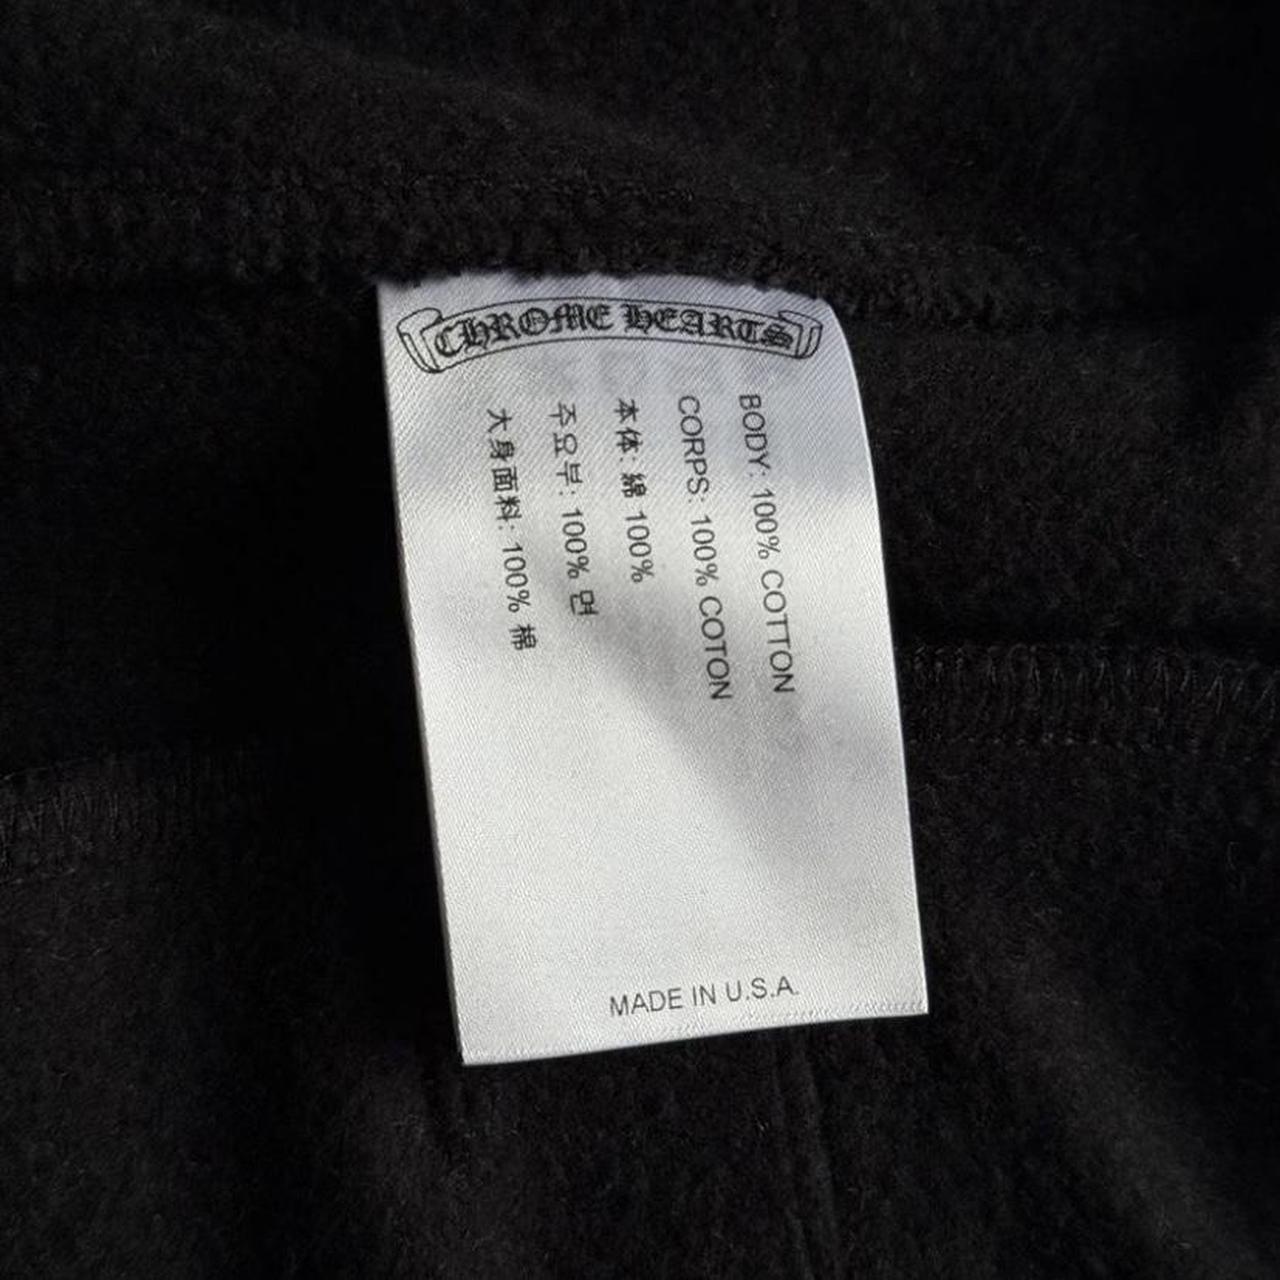 CHROME HEARTS
BODY: 100% COTTON
CORPS: 100% COTON
本体: 綿 100%
주요부: 100% 면
大身面料: 100% 棉
MADE IN U.S.A.